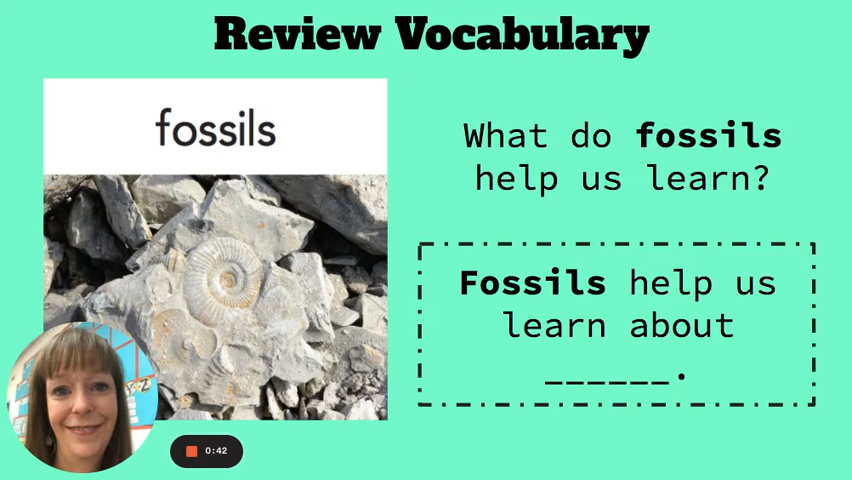 Review Vocabulary
fossils
What do fossils
help us learn?
Fossils help us
learn about
______.
0:42